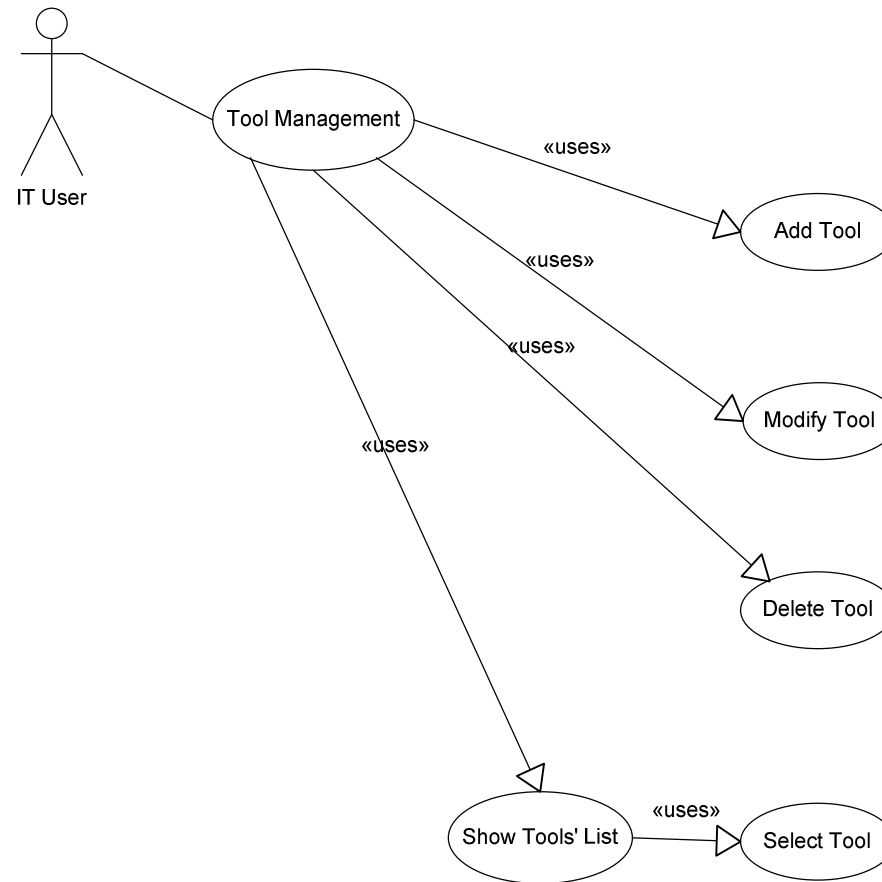 Tool Management
«uses»
IT User
Add Tool
«uses»
«uses»
Modify Tool
«uses»
Delete Tool
«uses»
Show Tools' List
Select Tool